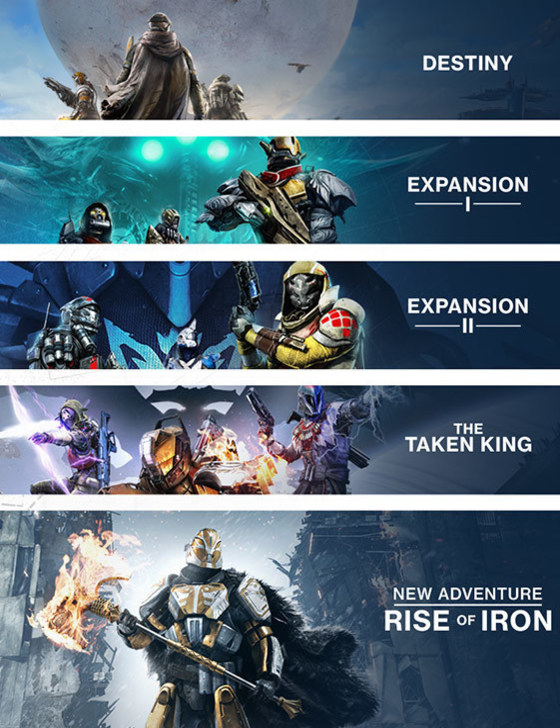 DESTINY
EXPANSION
I
EXPANSION
II
THE
TAKEN KING
NEW ADVENTURE
RISE OF IRON